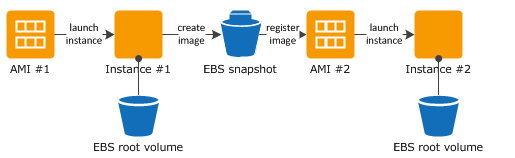 launch
instance
create
image
register
image
launch
instance
AMI #1
Instance #1
EBS snapshot
AMI #2
Instance #2
EBS root volume
EBS root volume